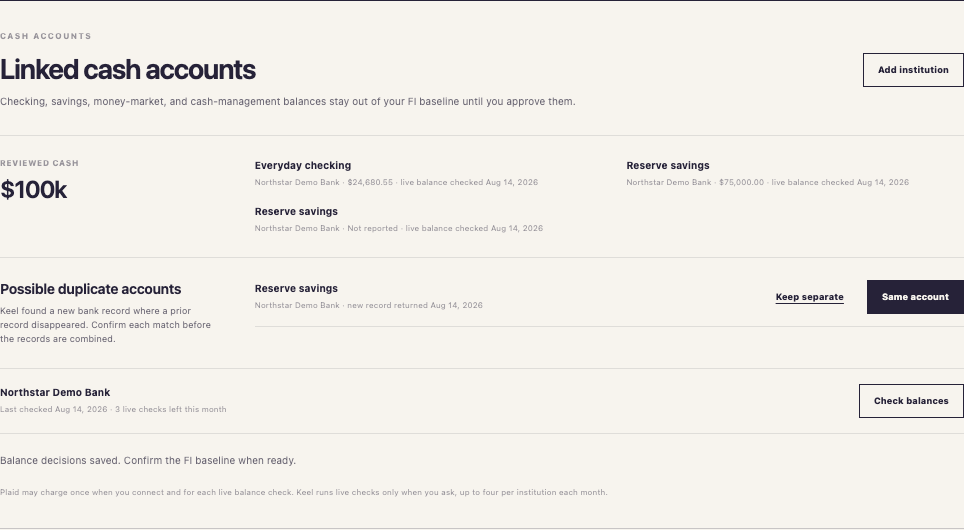 CASH ACCOUNTS
Linked cash accounts
Add institution
Checking, savings, money-market, and cash-management balances stay out of your FI baseline until you approve them.
REVIEWED CASH
$100k
Everyday checking
Northstar Demo Bank · $24,680.55 · live balance checked Aug 14, 2026
Reserve savings
Northstar Demo Bank · $75,000.00 · live balance checked Aug 14, 2026
Reserve savings
Northstar Demo Bank · Not reported · live balance checked Aug 14, 2026
Possible duplicate accounts
Keel found a new bank record where a prior
record disappeared. Confirm each match before
the records are combined.
Reserve savings
Northstar Demo Bank · new record returned Aug 14, 2026
Keep separate
Same account
Northstar Demo Bank
Last checked Aug 14, 2026 · 3 live checks left this month
Check balances
Balance decisions saved. Confirm the FI baseline when ready.
Plaid may charge once when you connect and for each live balance check. Keel runs live checks only when you ask, up to four per institution each month.